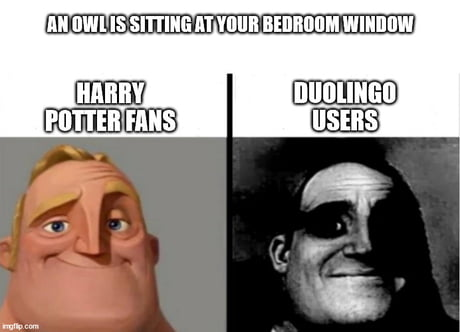 AN OWL IS SITTING AT YOUR BEDROOM WINDOW
HARRY
POTTER FANS
DUOLINGO
USERS
imgflip.com